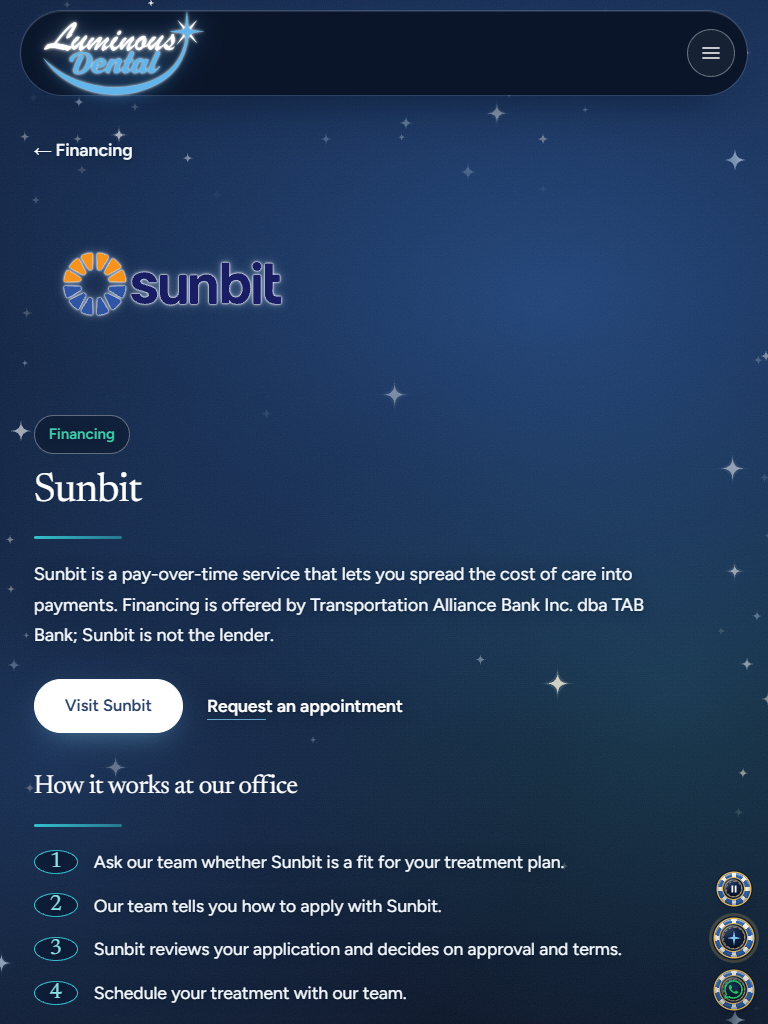 Luminous
Dental
← Financing
sunbit
Financing
Sunbit
Sunbit is a pay-over-time service that lets you spread the cost of care into
payments. Financing is offered by Transportation Alliance Bank Inc. dba TAB
Bank; Sunbit is not the lender.
Visit Sunbit
Request an appointment
How it works at our office
1 Ask our team whether Sunbit is a fit for your treatment plan.
2 Our team tells you how to apply with Sunbit.
3 Sunbit reviews your application and decides on approval and terms.
4 Schedule your treatment with our team.